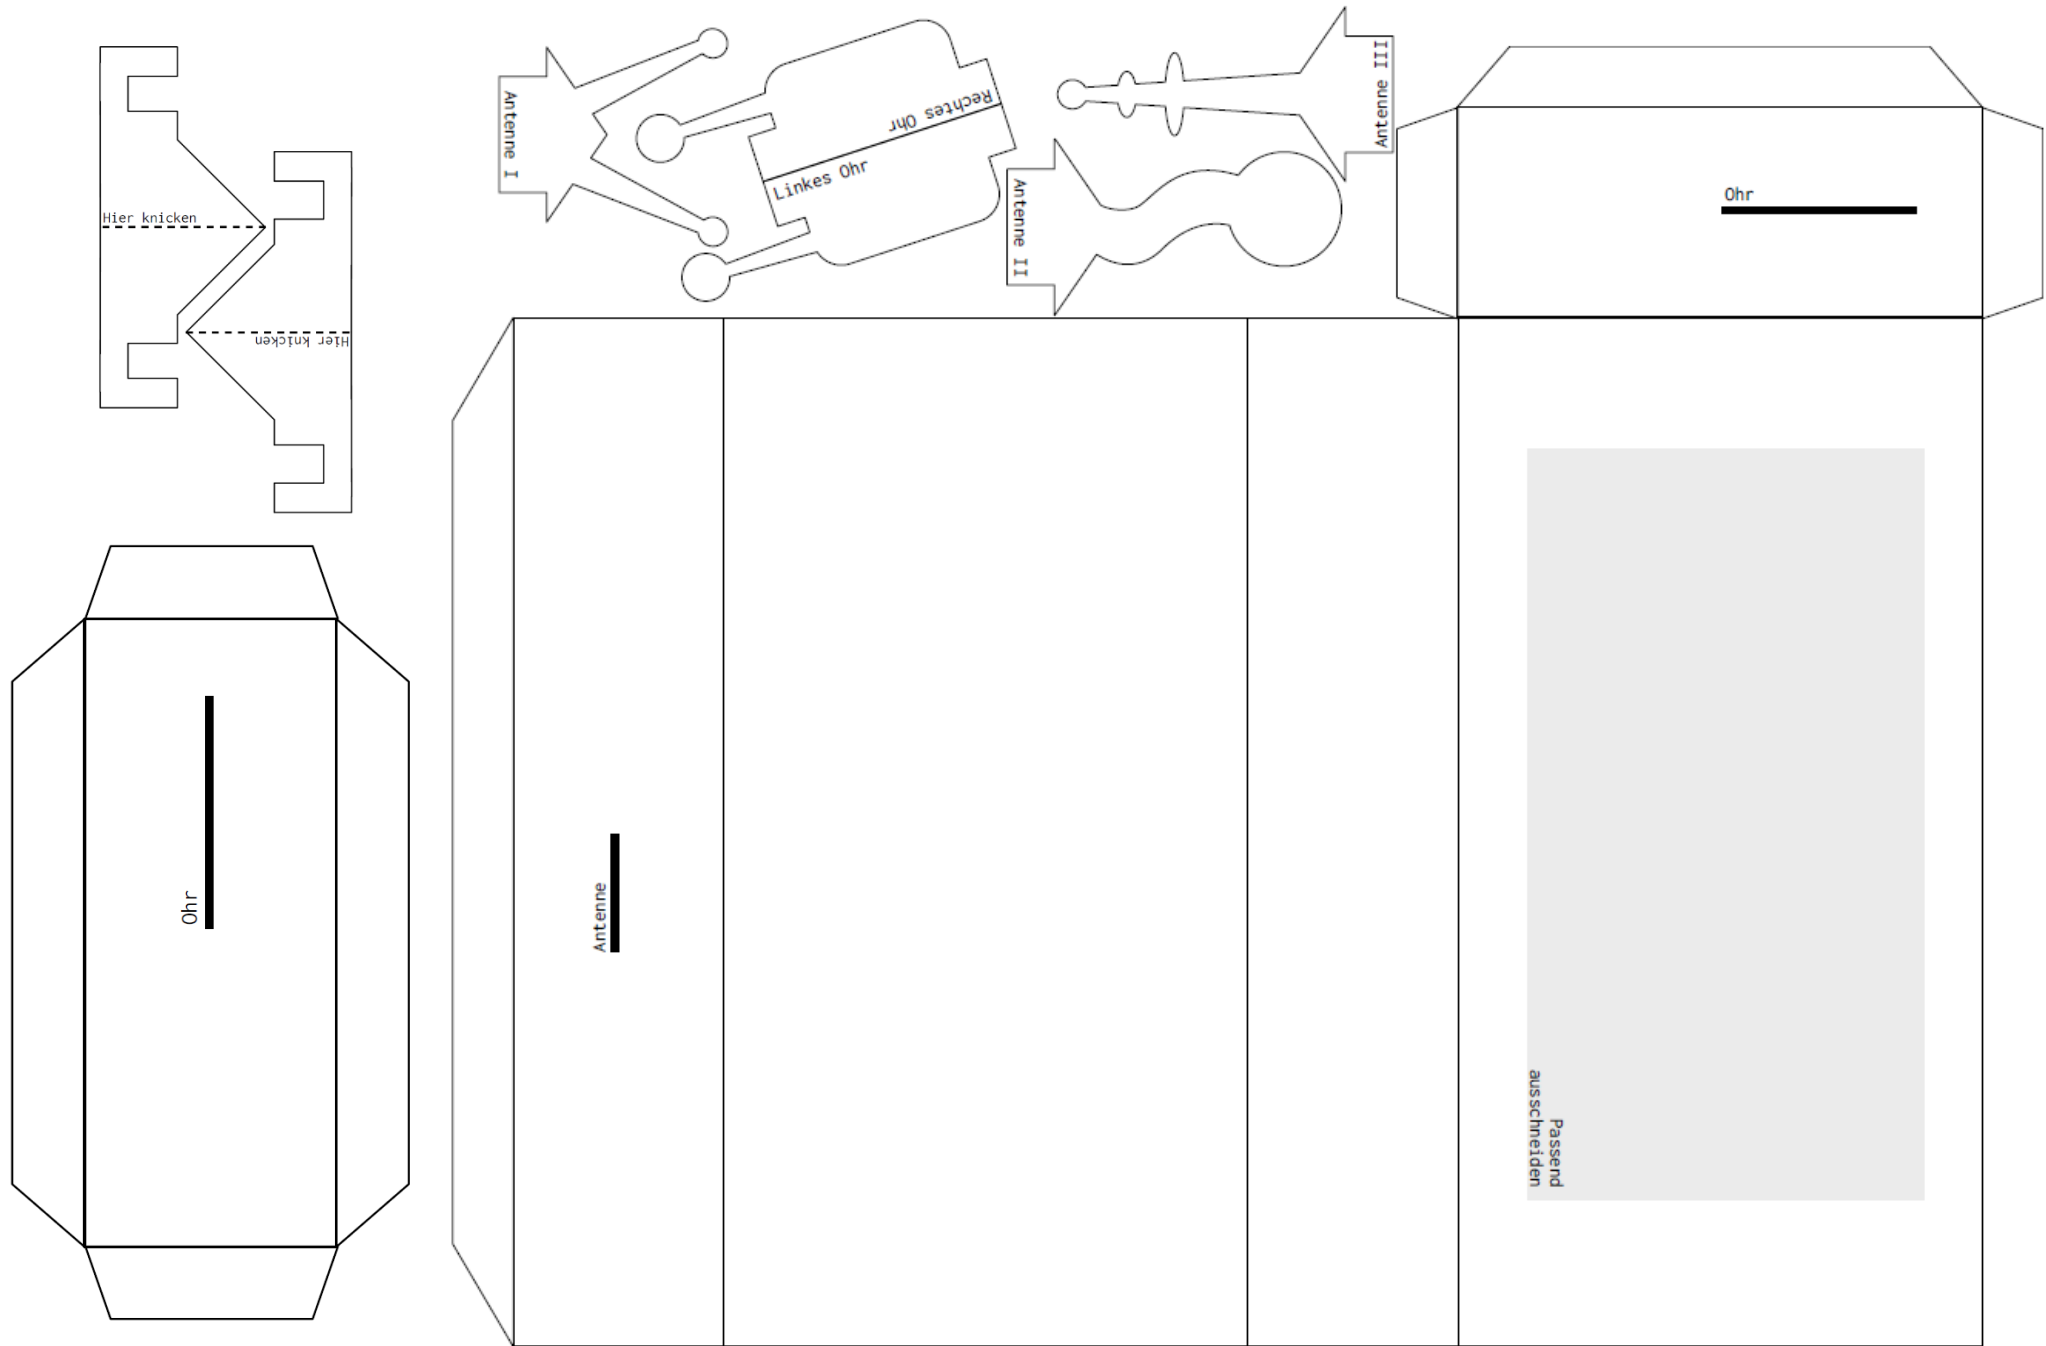 Hier knicken
Hier knicken
Antenne I
Rechtes Ohr
Linkes Ohr
Antenne III
Antenne II
Ohr
Ohr
Antenne
Passend
ausschneiden